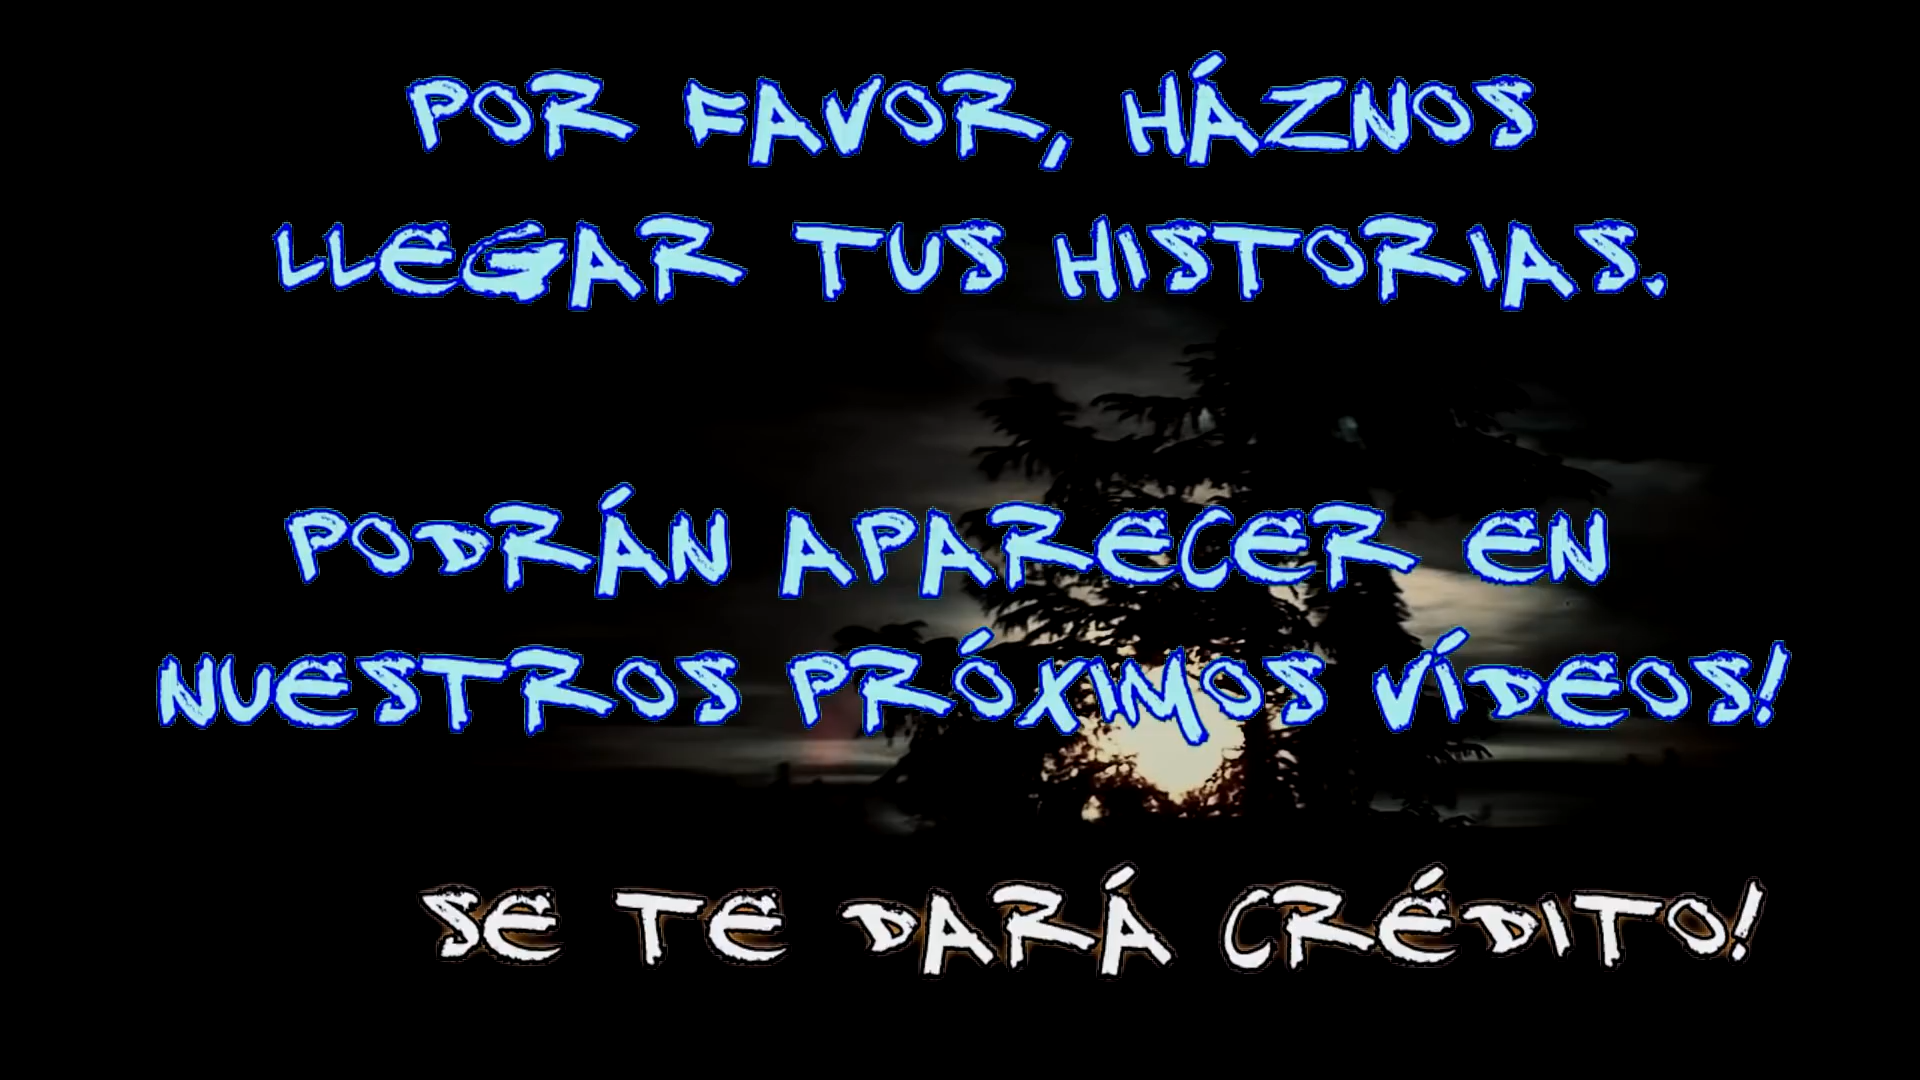 POR FAVOR, HÁZNOS
LLEGAR TUS HISTORIAS.
PODRÁN APARECER EN
NUESTROS PRÓXIMOS VÍDEOS!
SE TE DARÁ CRÉDITO!